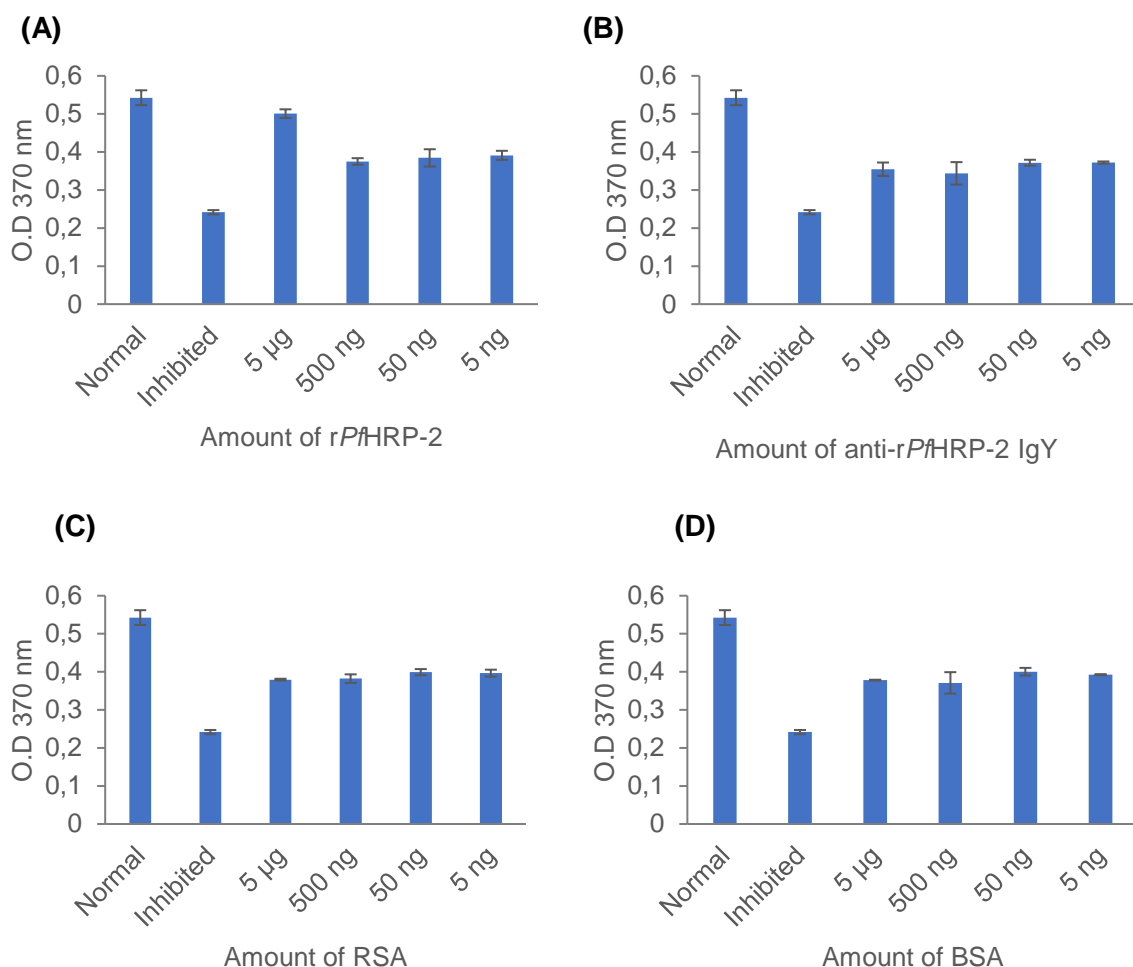 (A)
O.D 370 nm
0,6
0,5
0,4
0,3
0,2
0,1
0
Normal
Inhibited
5 µg
500 ng
50 ng
5 ng
Amount of rPfHRP-2
(B)
O.D 370 nm
0,6
0,5
0,4
0,3
0,2
0,1
0
Normal
Inhibited
5 µg
500 ng
50 ng
5 ng
Amount of anti-rPfHRP-2 IgY
(C)
O.D 370 nm
0,6
0,5
0,4
0,3
0,2
0,1
0
Normal
Inhibited
5 µg
500 ng
50 ng
5 ng
Amount of RSA
(D)
O.D 370 nm
0,6
0,5
0,4
0,3
0,2
0,1
0
Normal
Inhibited
5 µg
500 ng
50 ng
5 ng
Amount of BSA